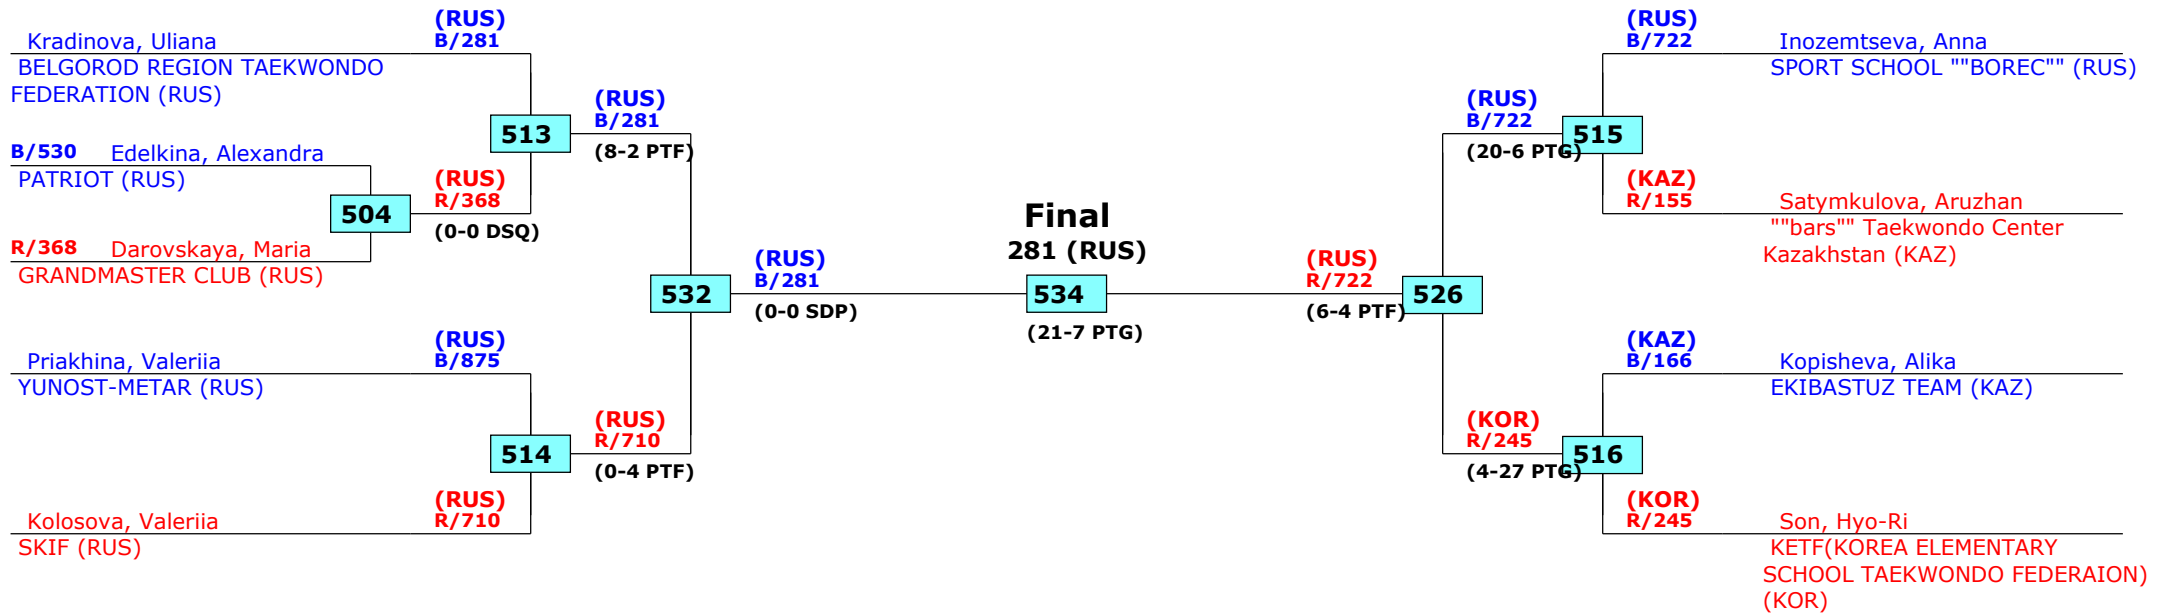 (RUS)
Kradinova, Uliana
B/281
BELGOROD REGION TAEKWONDO
FEDERATION (RUS)
(RUS)
B/281
513
(8-2 PTF)
B/530 Edelkina, Alexandra
PATRIOT (RUS)
(RUS)
R/368
504
(0-0 DSQ)
R/368 Darovskaya, Maria
GRANDMASTER CLUB (RUS)
(RUS)
B/281
532
(0-0 SDP)
(RUS)
Priakhina, Valeriia
B/875
YUNOST-METAR (RUS)
(RUS)
R/710
514
(0-4 PTF)
(RUS)
Kolosova, Valeriia
R/710
SKIF (RUS)
Final
281 (RUS)
534
(21-7 PTG)
(RUS)
B/722
Inozemtseva, Anna
SPORT SCHOOL ""BOREC"" (RUS)
(RUS)
B/722
515
(20-6 PTG)
(KAZ)
R/155
Satymkulova, Aruzhan
""bars"" Taekwondo Center
Kazakhstan (KAZ)
(RUS)
R/722
526
(6-4 PTF)
(KAZ)
B/166
Kopisheva, Alika
EKIBASTUZ TEAM (KAZ)
(KOR)
R/245
516
(4-27 PTG)
(KOR)
R/245
Son, Hyo-Ri
KETF(KOREA ELEMENTARY
SCHOOL TAEKWONDO FEDERAION)
(KOR)